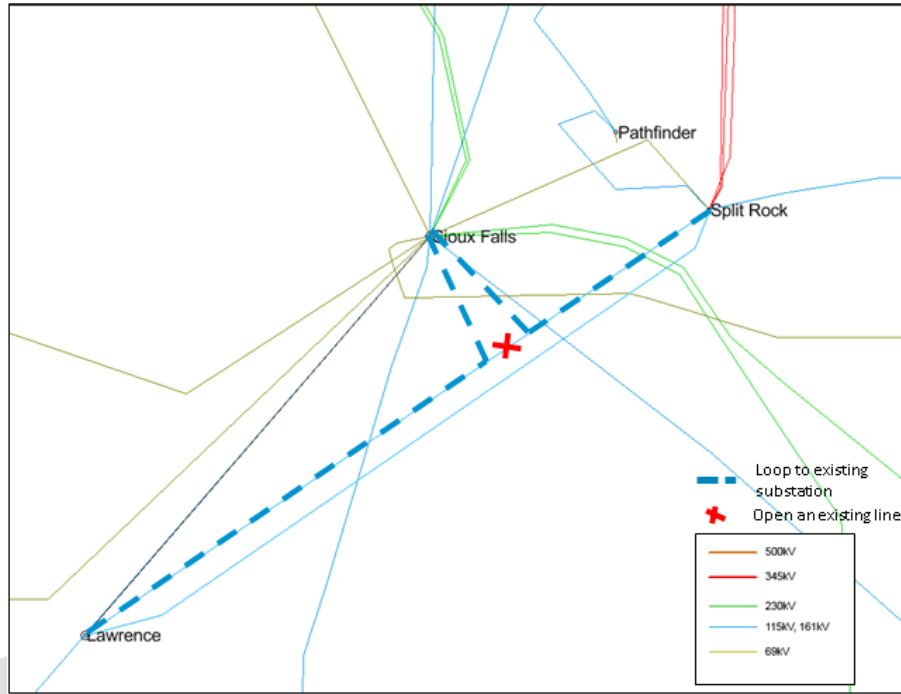 Pathfinder
Split Rock
Sioux Falls
Loop to existing
substation
Open an existing line
500kV
345kV
230kV
115kV, 161kV
69kV
Lawrence